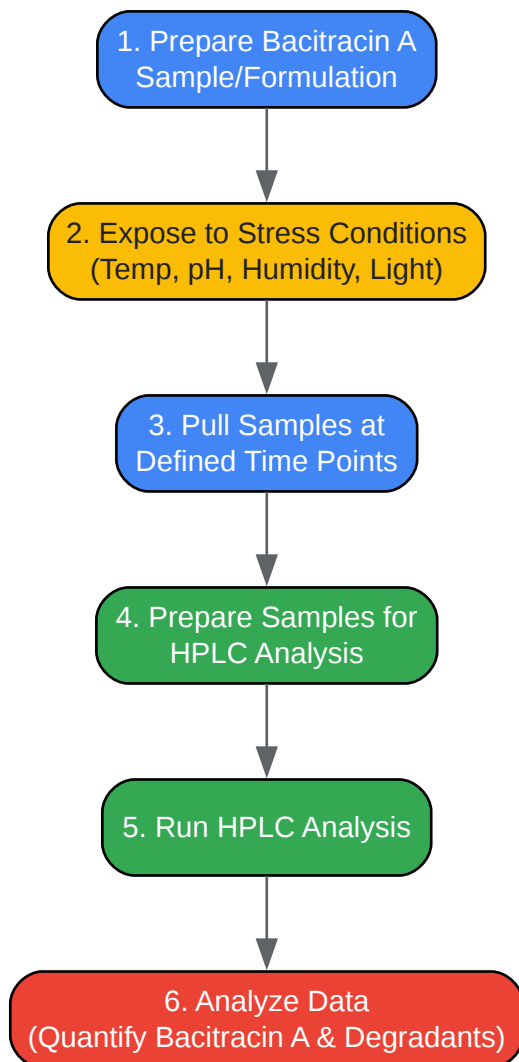 1. Prepare Bacitracin A
Sample/Formulation
2. Expose to Stress Conditions
(Temp, pH, Humidity, Light)
3. Pull Samples at
Defined Time Points
4. Prepare Samples for
HPLC Analysis
5. Run HPLC Analysis
6. Analyze Data
(Quantify Bacitracin A & Degradants)